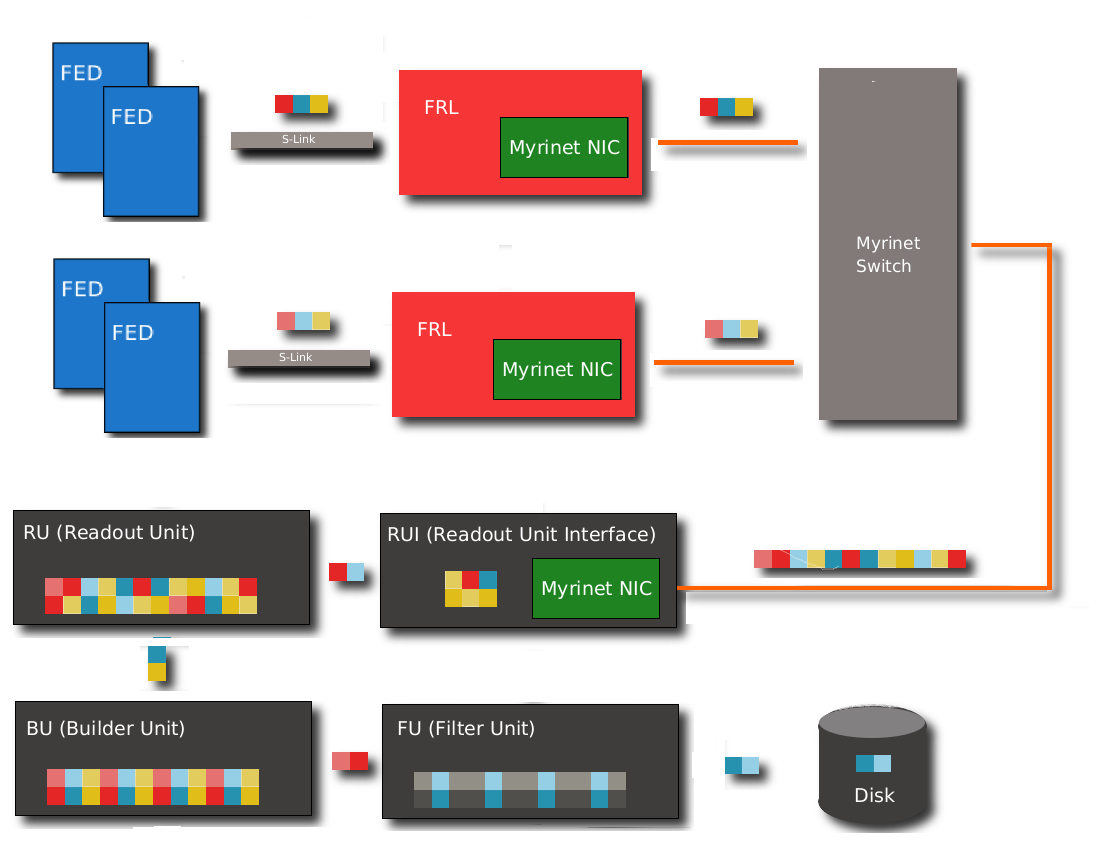 FED
FED
S-Link
FRL
Myrinet NIC
Myrinet
Switch
FED
FED
S-Link
FRL
Myrinet NIC
RU (Readout Unit)
RUI (Readout Unit Interface)
Myrinet NIC
BU (Builder Unit)
FU (Filter Unit)
Disk